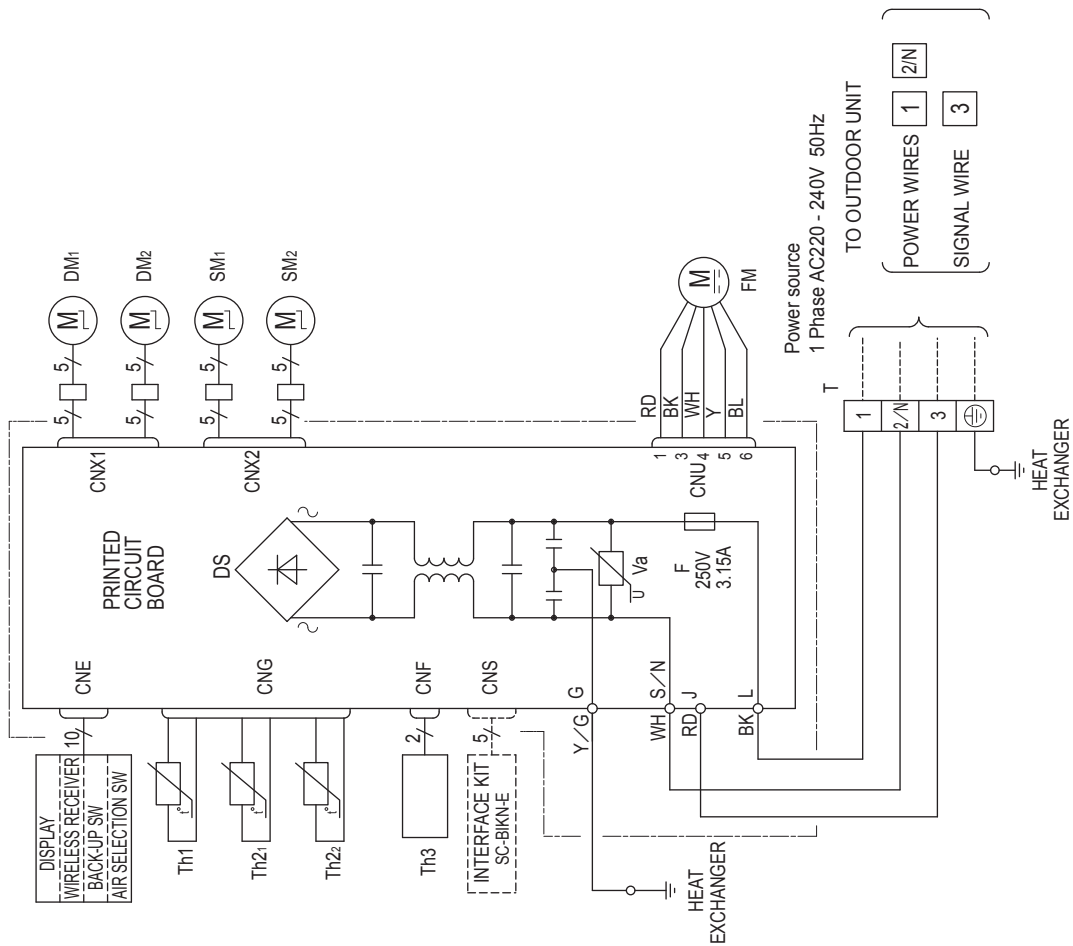 DISPLAY
WIRELESS RECEIVER
BACK-UP SW
AIR SELECTION SW
10
CNE
Th1
Th2₁
Th2₂
t°
t°
t°
CNG
Th3
2
CNF
INTERFACE KIT
SC-BIKN-E
5
CNS
HEAT
EXCHANGER
Y/G
G
WH
S/N
RD
J
BK
L
PRINTED
CIRCUIT
BOARD
DS
U
Va
F
250V
3.15A
CNX1
5
5
M
DM₁
5
5
M
DM₂
CNX2
5
5
M
SM₁
5
5
M
SM₂
CNU
1
3
4
5
6
RD
BK
WH
Y
BL
M
FM
T
1
2/N
3
HEAT
EXCHANGER
Power source
1 Phase AC220 - 240V 50Hz
TO OUTDOOR UNIT
POWER WIRES 1 2/N
SIGNAL WIRE 3